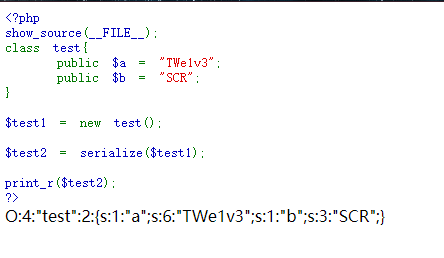 <?php
show_source(__FILE__);
class test{
public $a = "TWe1v3";
public $b = "SCR";
}
$test1 = new test();
$test2 = serialize($test1);
print_r($test2);
?>
O:4:"test":2:{s:1:"a";s:6:"TWe1v3";s:1:"b";s:3:"SCR";}